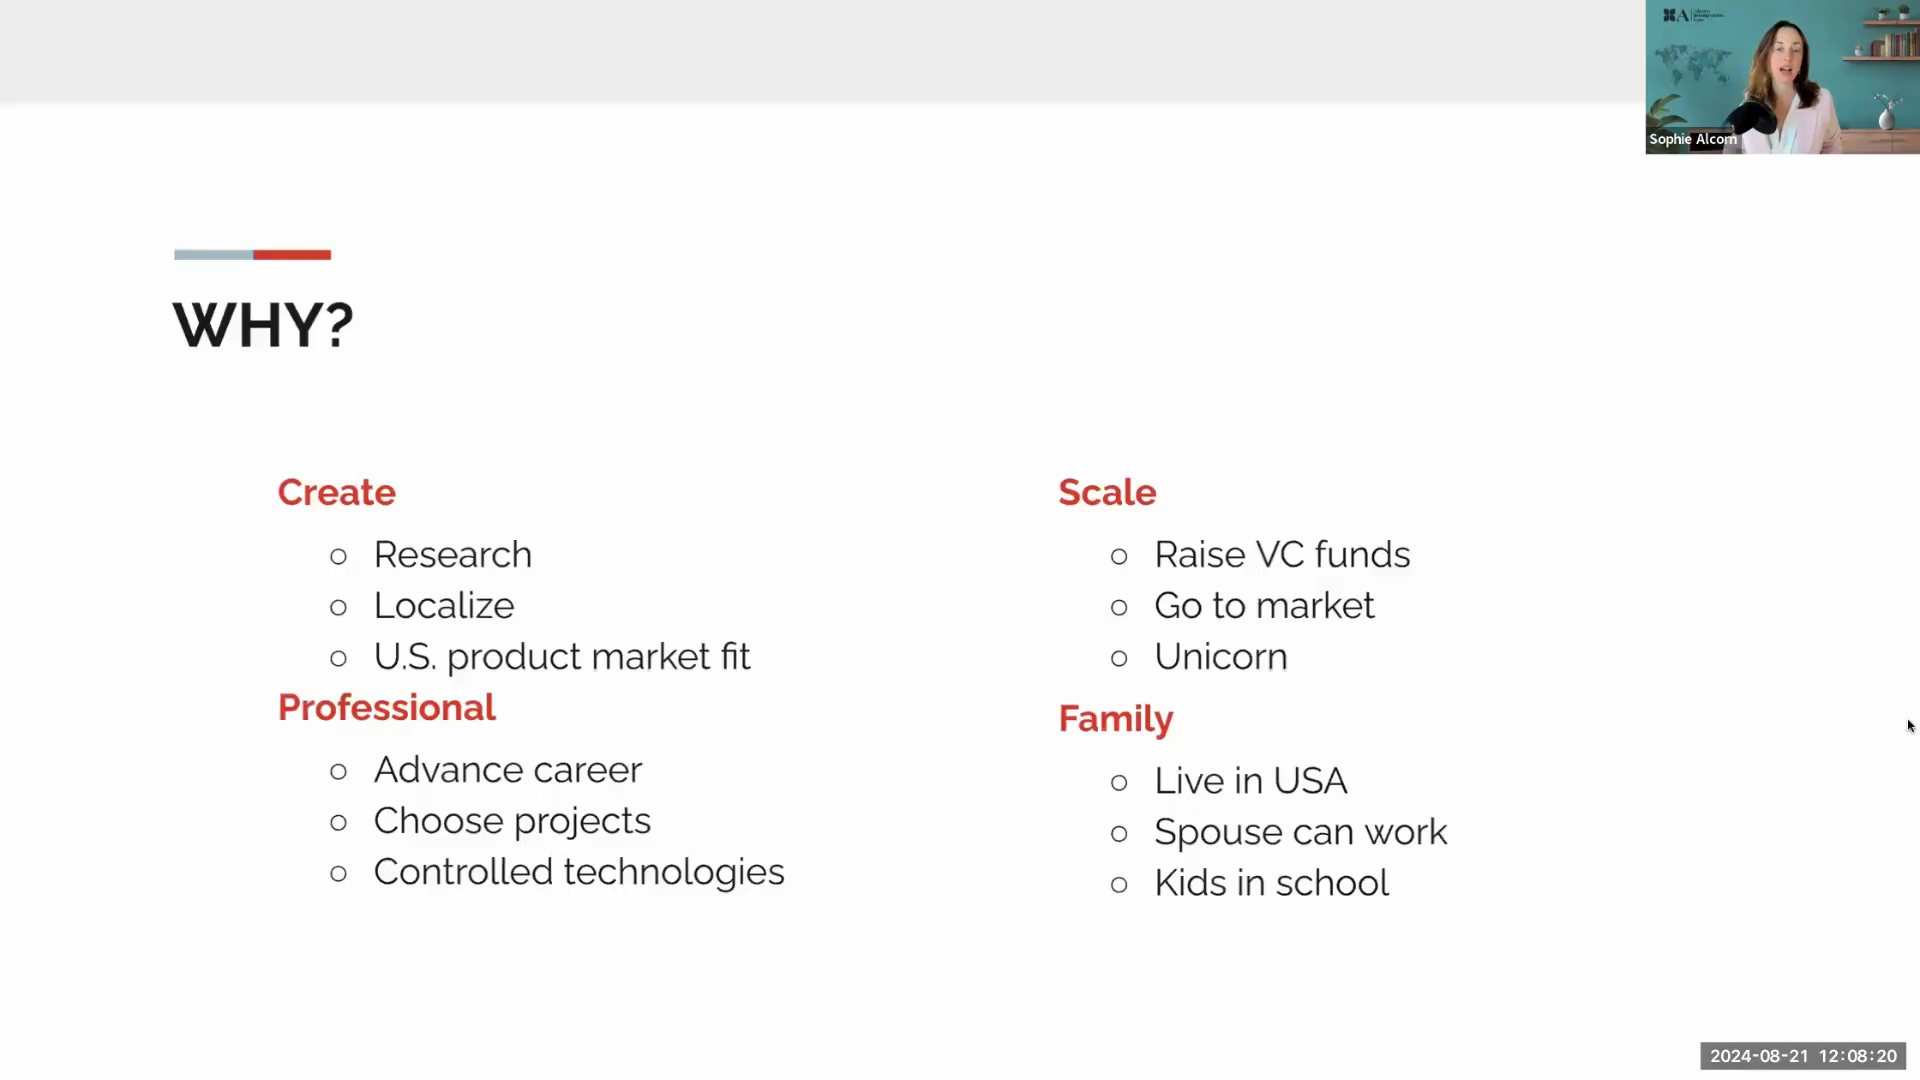 Sophie Alcorn
WHY?
Create
○ Research
○ Localize
○ U.S. product market fit
Professional
○ Advance career
○ Choose projects
○ Controlled technologies
Scale
○ Raise VC funds
○ Go to market
○ Unicorn
Family
○ Live in USA
○ Spouse can work
○ Kids in school
2024-08-21 12:08:20